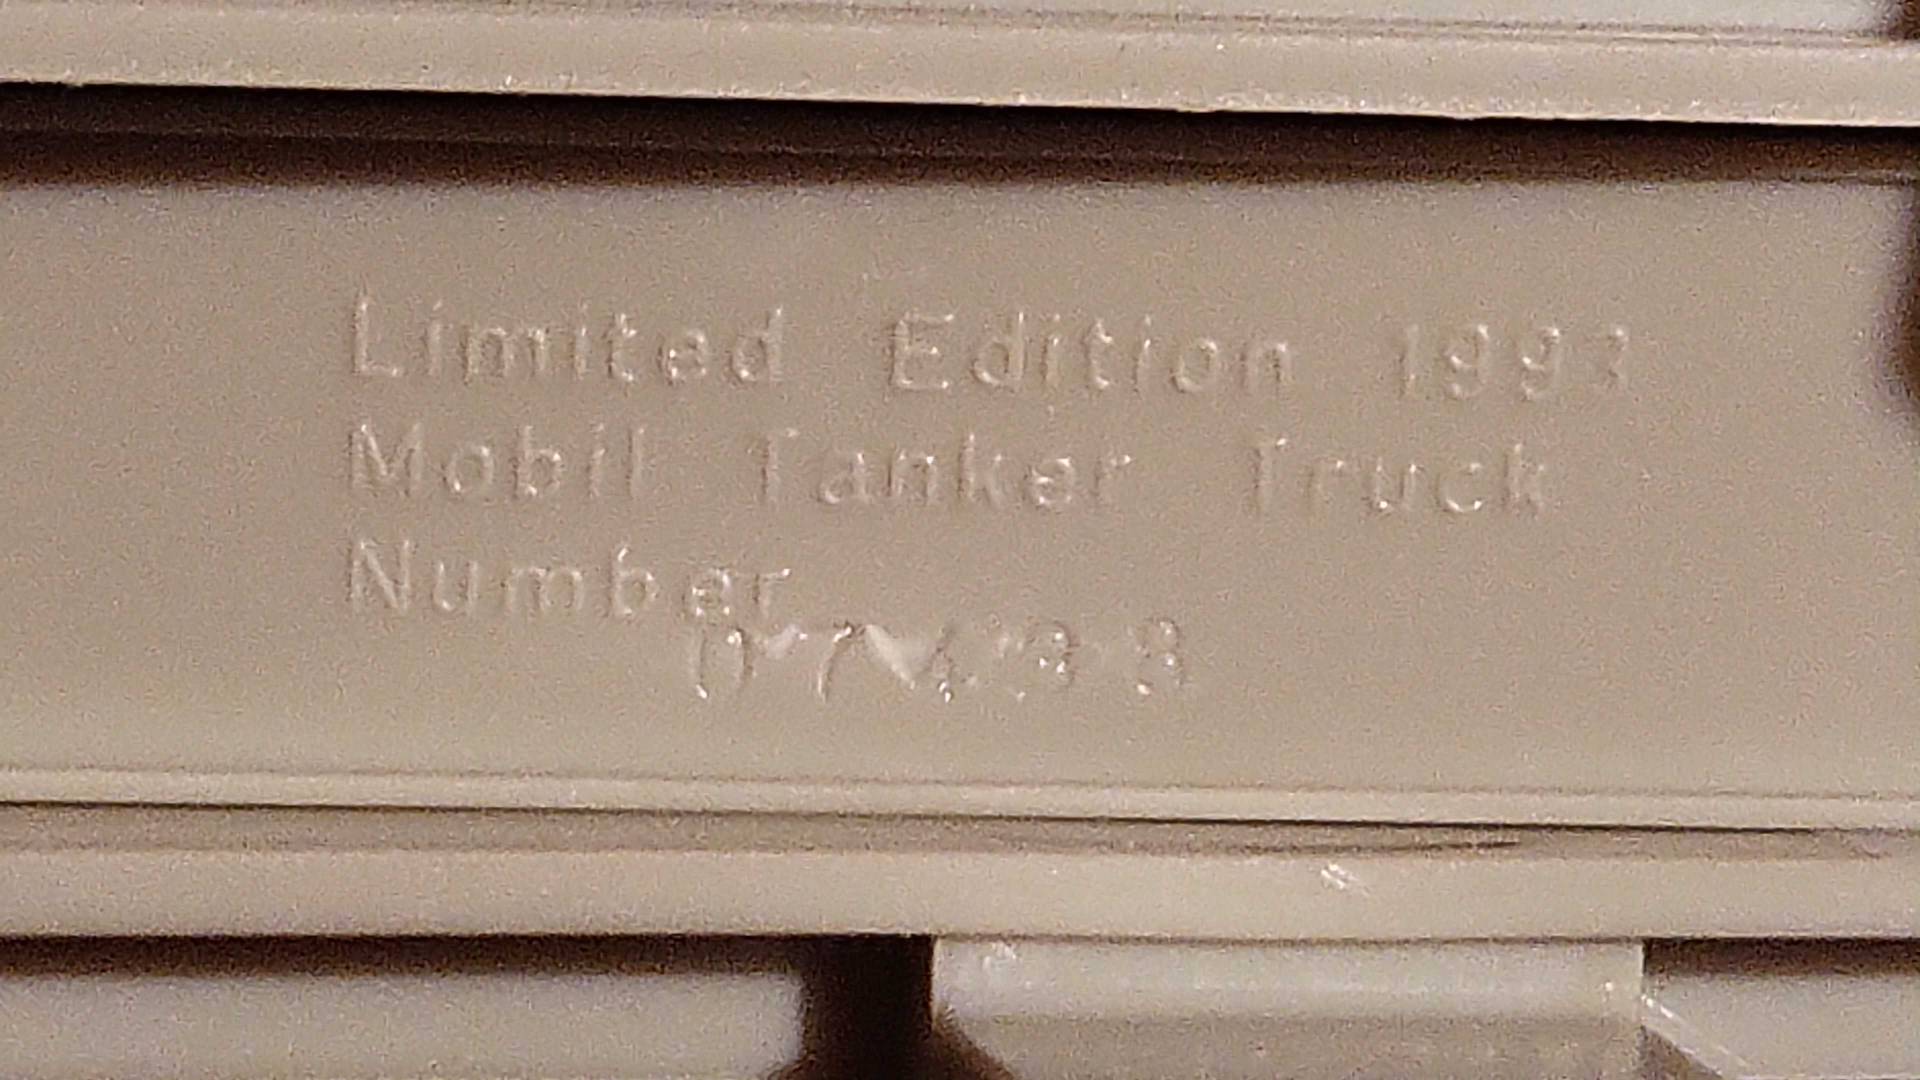 Limited Edition 1993
Mobil Tanker Truck
Number